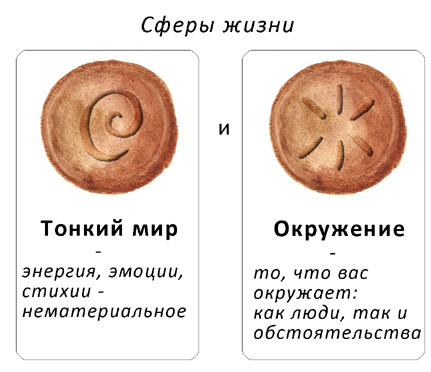 Сферы жизни
и
Тонкий мир
-
энергия, эмоции,
стихии -
нематериальное
Окружение
-
то, что вас
окружает:
как люди, так и
обстоятельства